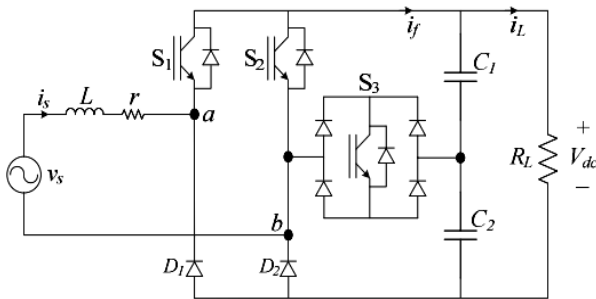 S1
S2
if
iL
C1
S3
is
L
r
a
vs
RL
+
Vdc
−
b
C2
D1
D2